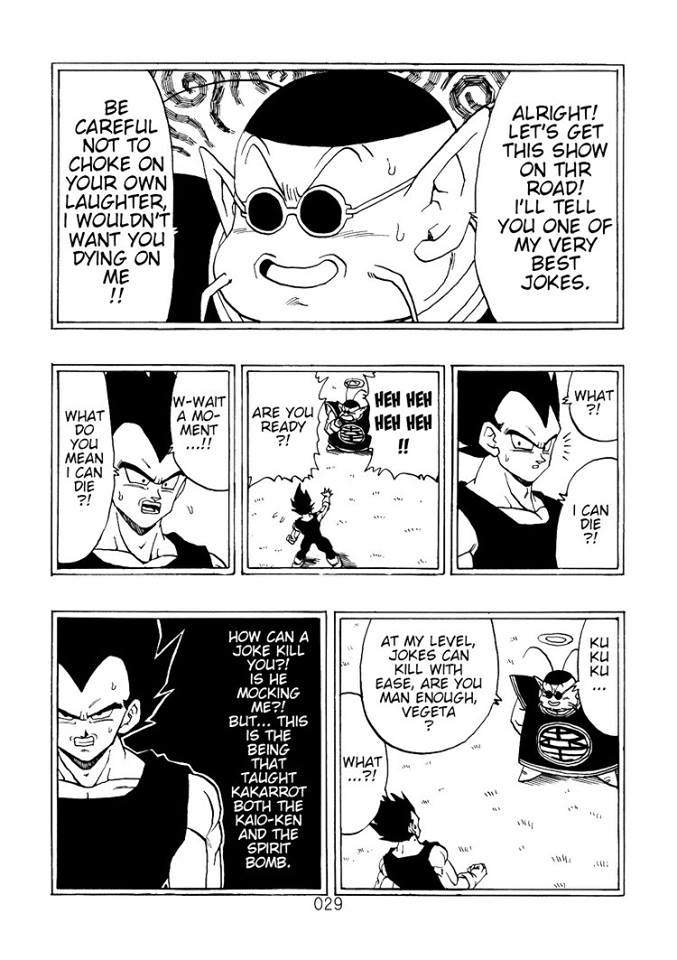 ALRIGHT!
LET'S GET
THIS SHOW
ON THR
ROAD!
I'LL TELL
YOU ONE OF
MY VERY
BEST
JOKES.
BE
CAREFUL
NOT TO
CHOKE ON
YOUR OWN
LAUGHTER,
I WOULDN'T
WANT YOU
DYING ON
ME
!!
WHAT
?!
I CAN
DIE
?!
HEH HEH
HEH HEH
!!
ARE YOU
READY
?!
W-WAIT
A MO-
MENT
...!!
WHAT
DO
YOU
MEAN
I CAN
DIE
?!
KU
KU
KU
...
AT MY LEVEL,
JOKES CAN
KILL WITH
EASE, ARE YOU
MAN ENOUGH,
VEGETA
?
WHAT
...?!
HOW CAN A
JOKE KILL
YOU?!
IS HE
MOCKING
ME?!
BUT... THIS
IS THE
BEING
THAT
TAUGHT
KAKARROT
BOTH THE
KAIO-KEN
AND THE
SPIRIT
BOMB.
029